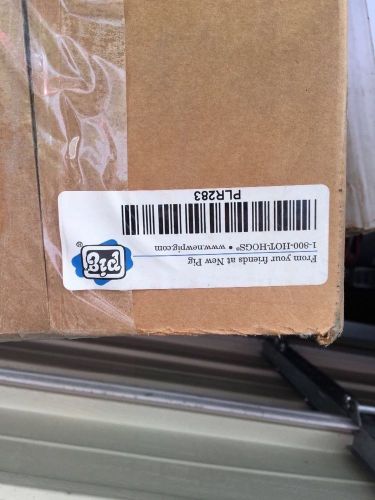 pig®
From your friends at New Pig
1-800-HOT-HOGS® • www.newpig.com
PLR283